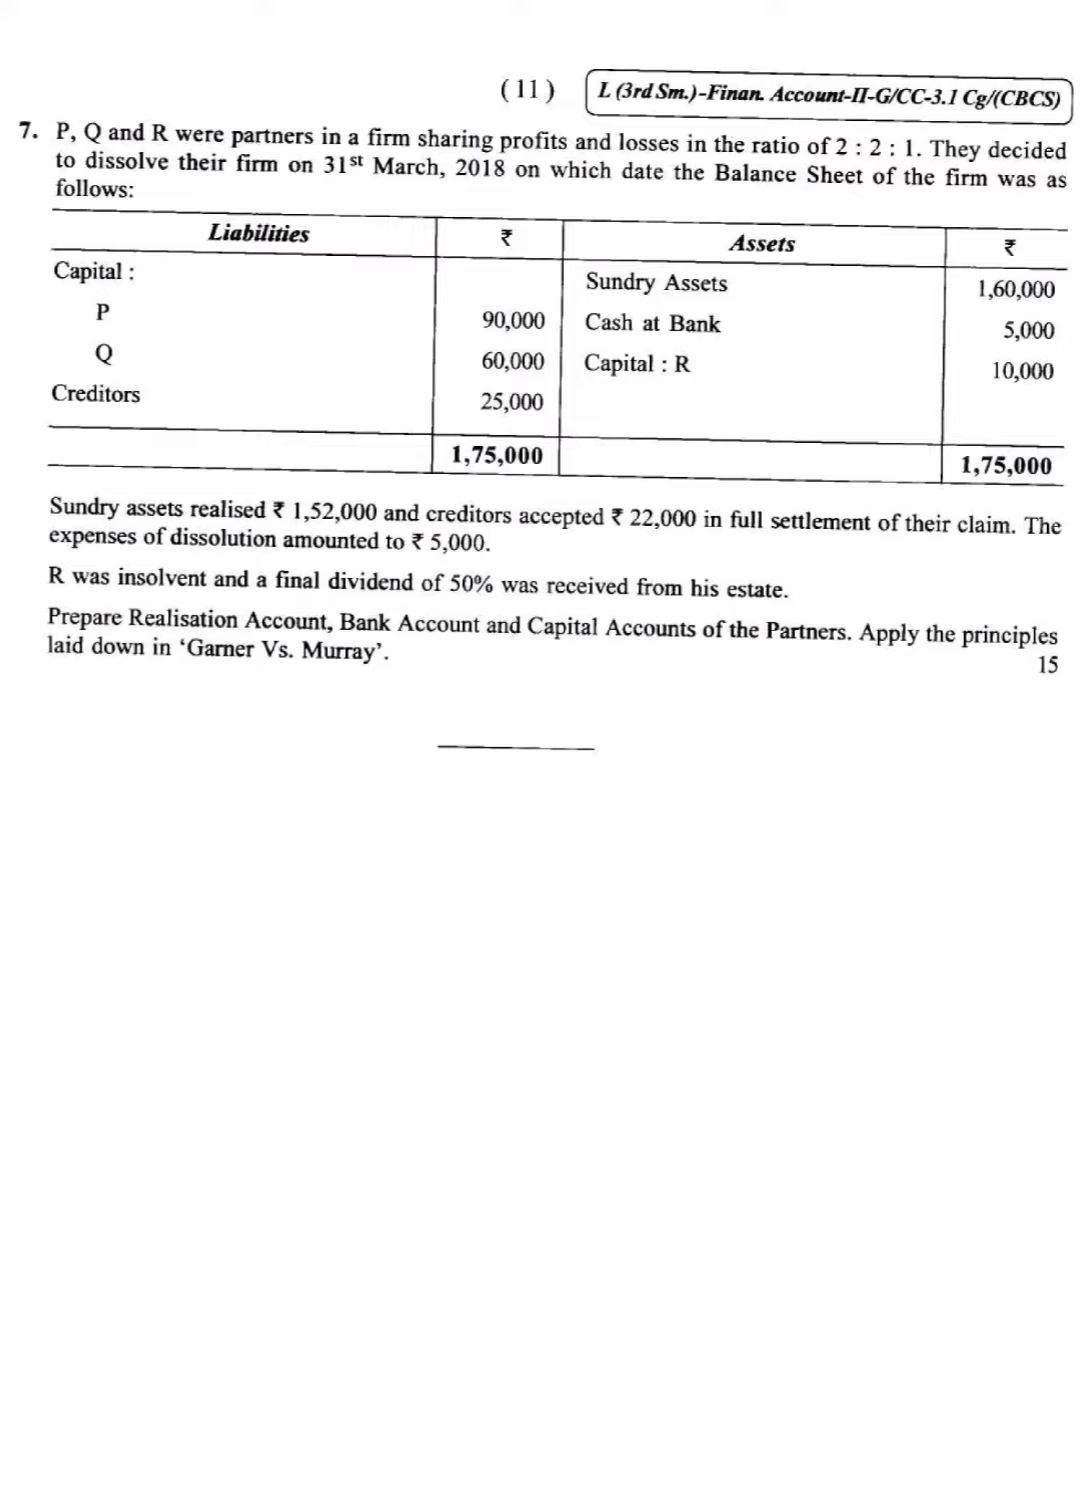 ( 11 )
L (3rd Sm.)-Finan. Account-II-G/CC-3.1 Cg/(CBCS)
7. P, Q and R were partners in a firm sharing profits and losses in the ratio of 2 : 2 : 1. They decided
to dissolve their firm on 31st March, 2018 on which date the Balance Sheet of the firm was as
follows:
Liabilities ₹ Assets ₹
Capital : Sundry Assets 1,60,000
P 90,000 Cash at Bank 5,000
Q 60,000 Capital : R 10,000
Creditors 25,000
1,75,000 1,75,000
Sundry assets realised ₹ 1,52,000 and creditors accepted ₹ 22,000 in full settlement of their claim. The
expenses of dissolution amounted to ₹ 5,000.
R was insolvent and a final dividend of 50% was received from his estate.
Prepare Realisation Account, Bank Account and Capital Accounts of the Partners. Apply the principles
laid down in ‘Garner Vs. Murray’.
15